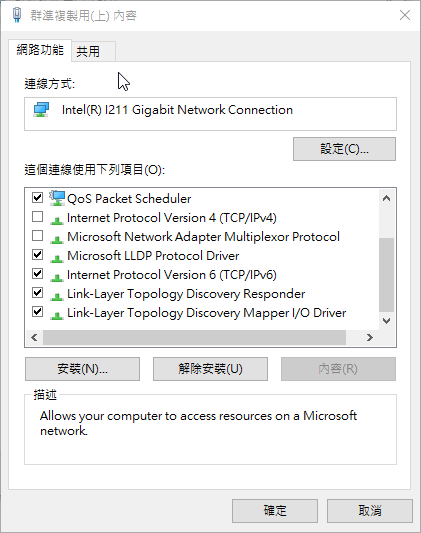 群準複製用(上) 內容
網路功能
共用
連線方式:
Intel(R) I211 Gigabit Network Connection
設定(C)...
這個連線使用下列項目(O):
QoS Packet Scheduler
Internet Protocol Version 4 (TCP/IPv4)
Microsoft Network Adapter Multiplexor Protocol
Microsoft LLDP Protocol Driver
Internet Protocol Version 6 (TCP/IPv6)
Link-Layer Topology Discovery Responder
Link-Layer Topology Discovery Mapper I/O Driver
安裝(N)...
解除安裝(U)
內容(R)
描述
Allows your computer to access resources on a Microsoft
network.
確定
取消